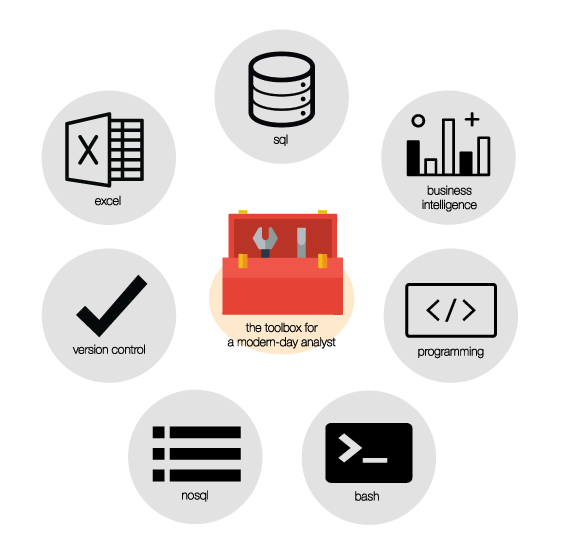 sql
excel
X
business
intelligence
the toolbox for
a modern-day analyst
version control
</>
programming
nosql
>_
bash